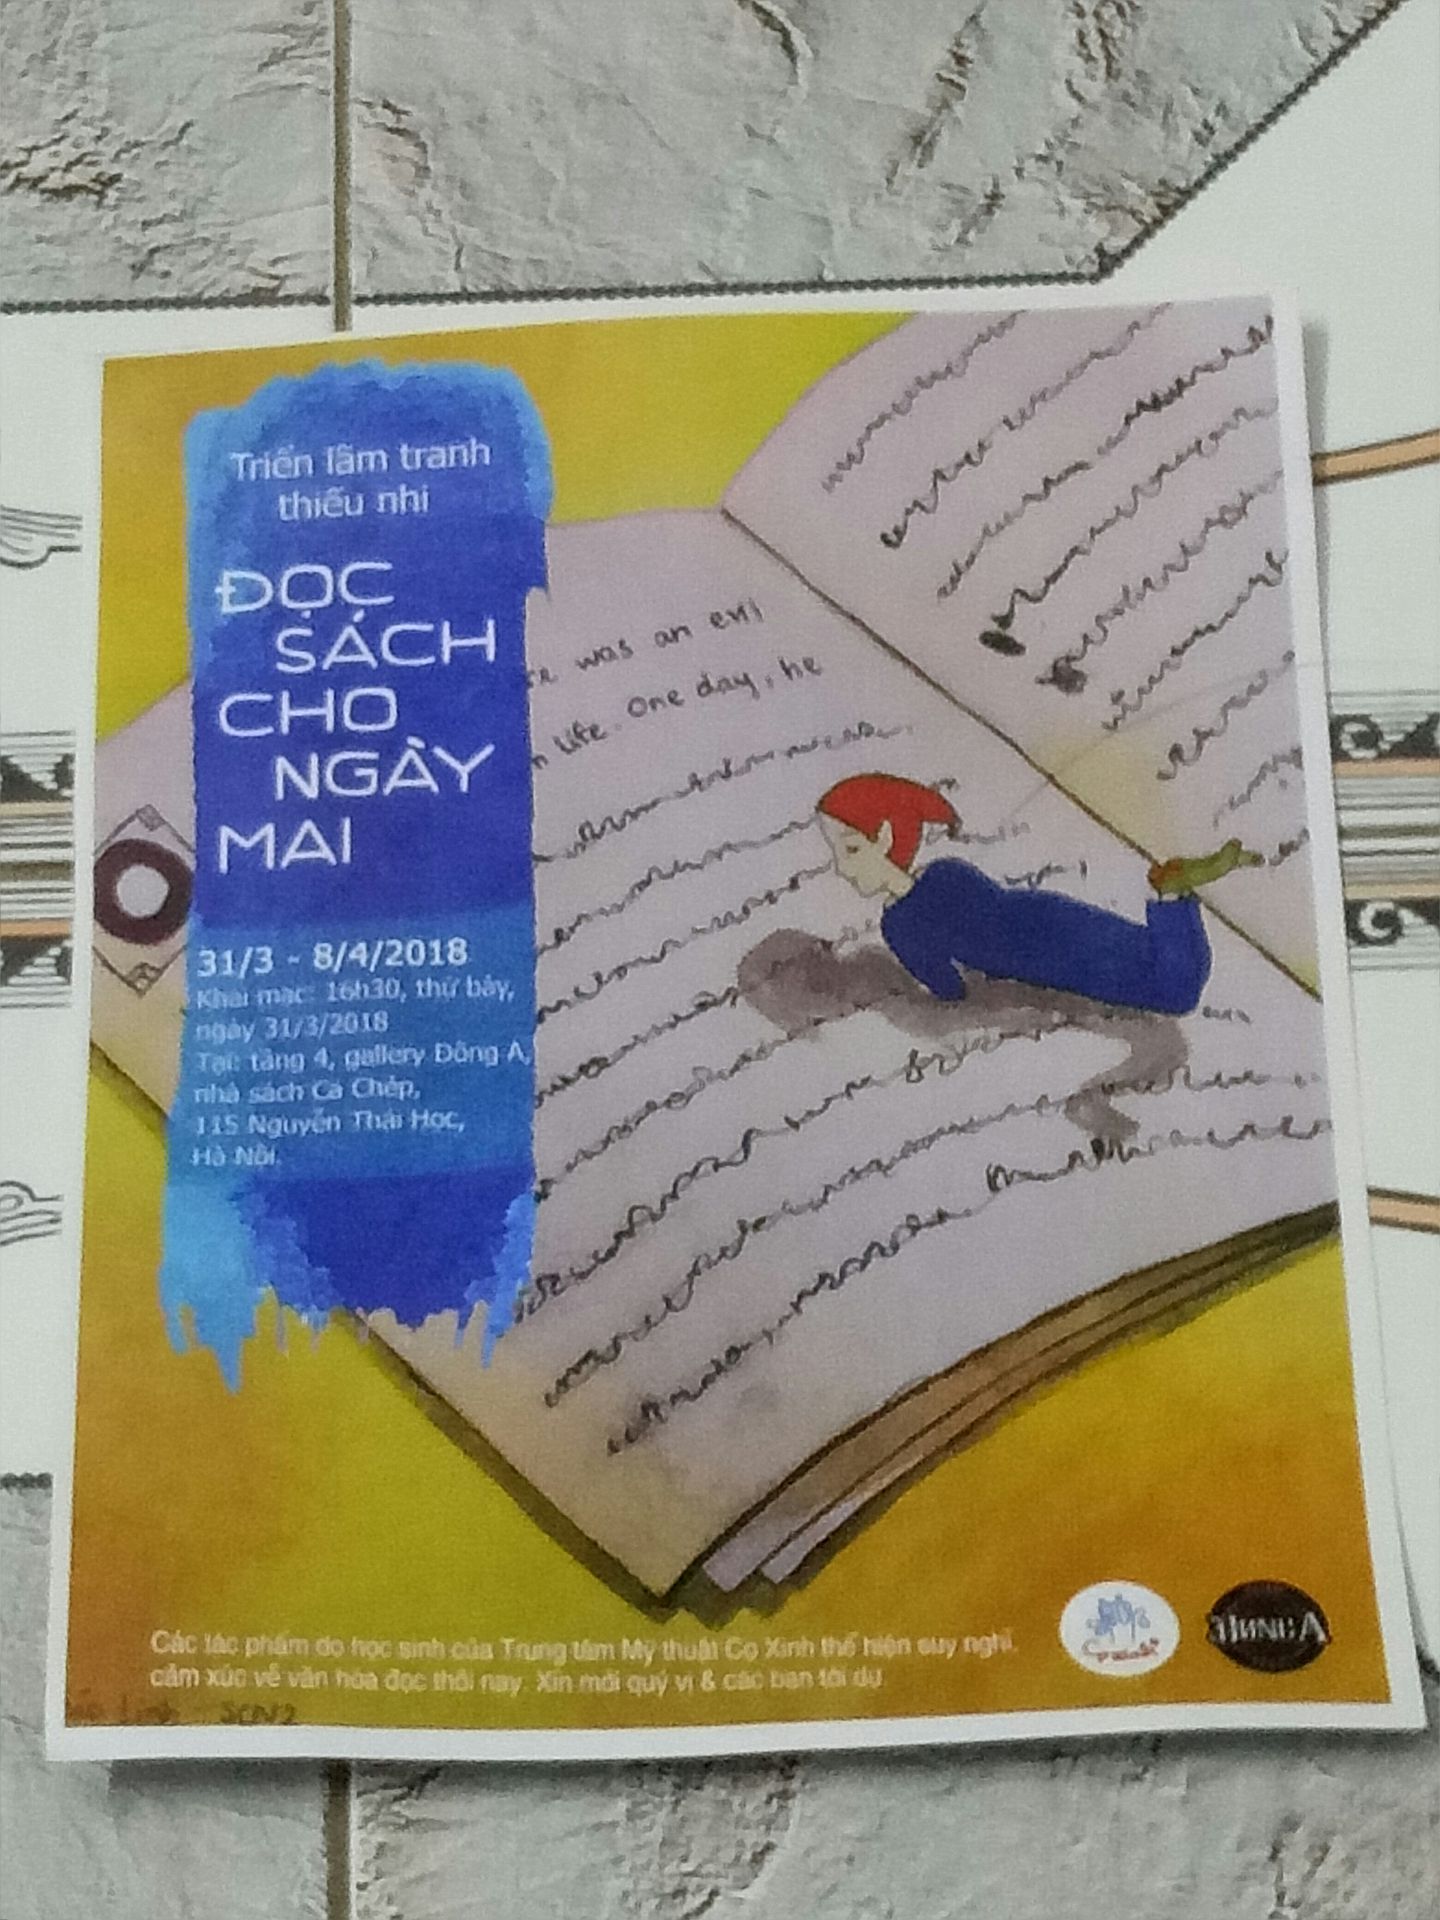 Triển lãm tranh
thiếu nhi
ĐỌC
SÁCH
CHO
NGÀY
MAI
31/3 - 8/4/2018
Khai mạc: 16h30, thứ bảy,
ngày 31/3/2018
Tại: tầng 4, gallery Đông A,
nhà sách Cá Chép,
115 Nguyễn Thái Học,
Hà Nội.
was an evil
life. One day, he
Các tác phẩm do học sinh của Trung tâm Mỹ thuật Cọ Xinh thể hiện suy nghĩ,
cảm xúc về văn hóa đọc thời nay. Xin mời quý vị & các bạn tới dự.
ĐÔNG A
Linh